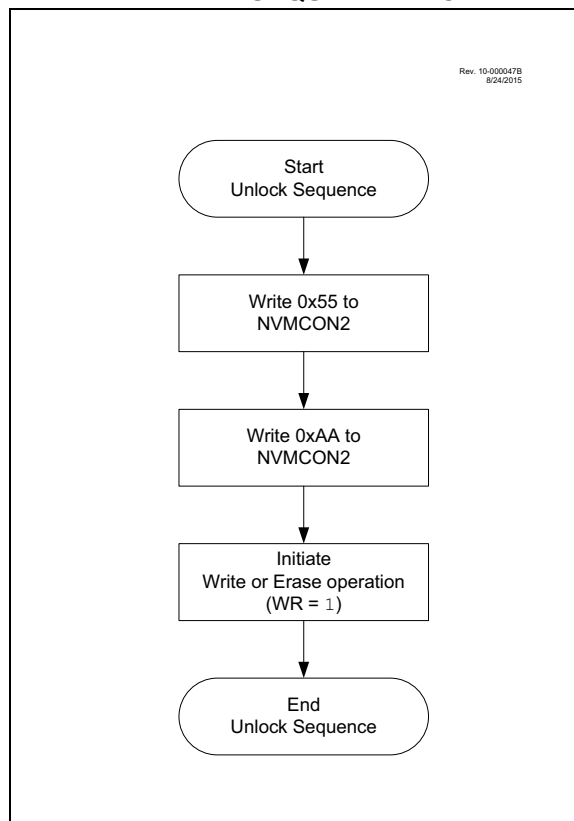 Rev. 10-000047B
8/24/2015
Start
Unlock Sequence
Write 0x55 to
NVMCON2
Write 0xAA to
NVMCON2
Initiate
Write or Erase operation
(WR = 1)
End
Unlock Sequence